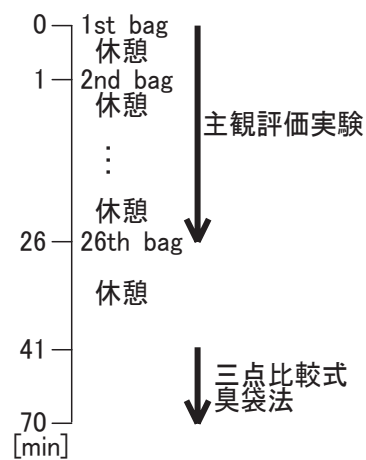 0 1st bag
休憩
1 2nd bag
休憩
⋮
主観評価実験
休憩
26 26th bag
休憩
41
三点比較式
臭袋法
70
[min]